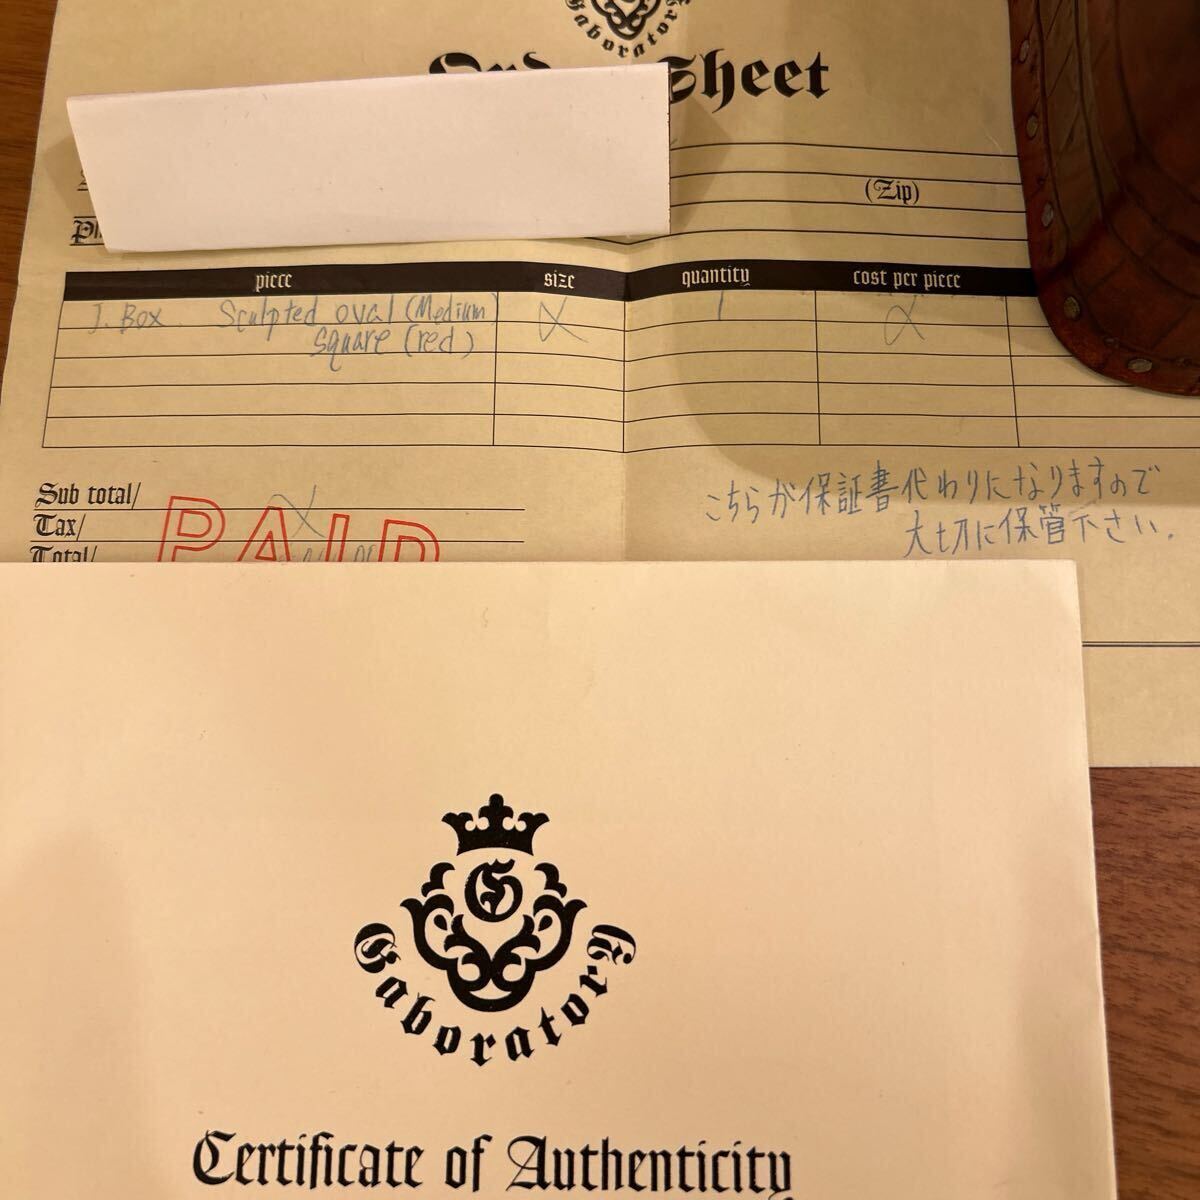 Gaboratory
Sheet
(Zip)
piece size quantity cost per piece
J. Box Sculpted oval (Medium)
1
Square (red)
Sub total/
Tax/
Total/
PAID
こちらが保証書代わりになりますので
大切に保管下さい.
G
Gaboratory
Certificate of Authenticity